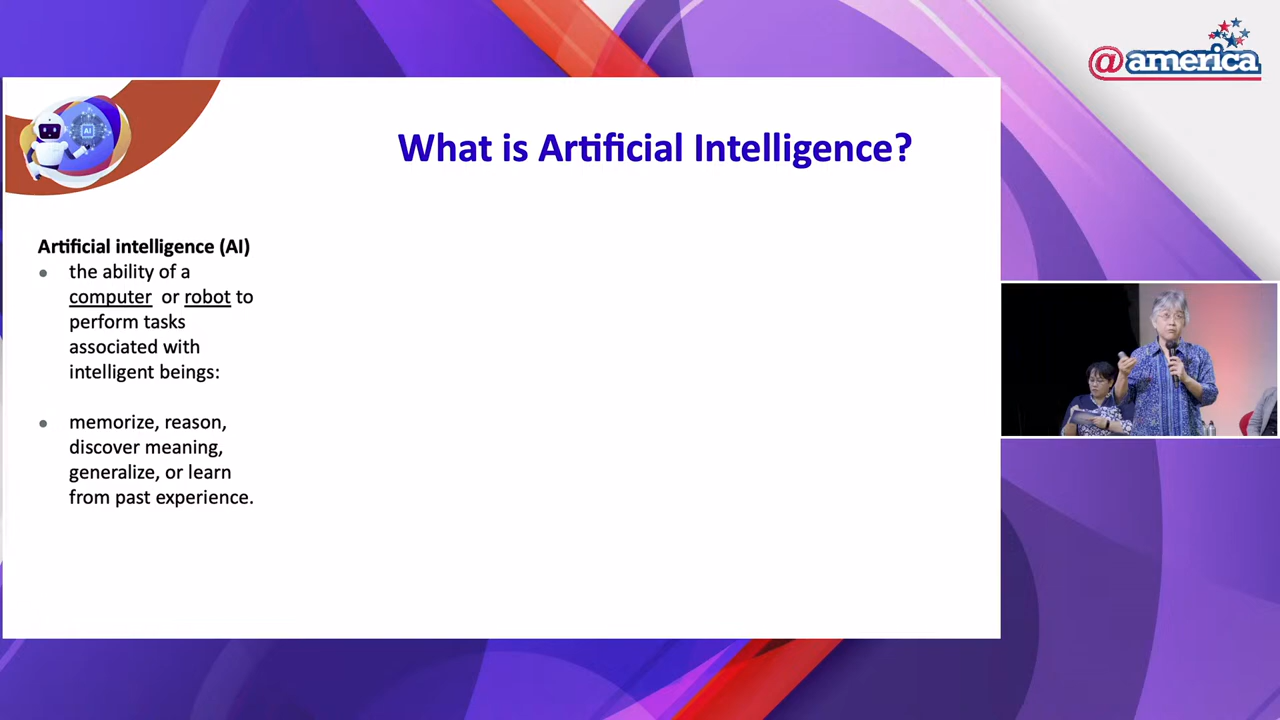 @america
AI
What is Artificial Intelligence?
Artificial intelligence (AI)
the ability of a
computer or robot to
perform tasks
associated with
intelligent beings:
memorize, reason,
discover meaning,
generalize, or learn
from past experience.